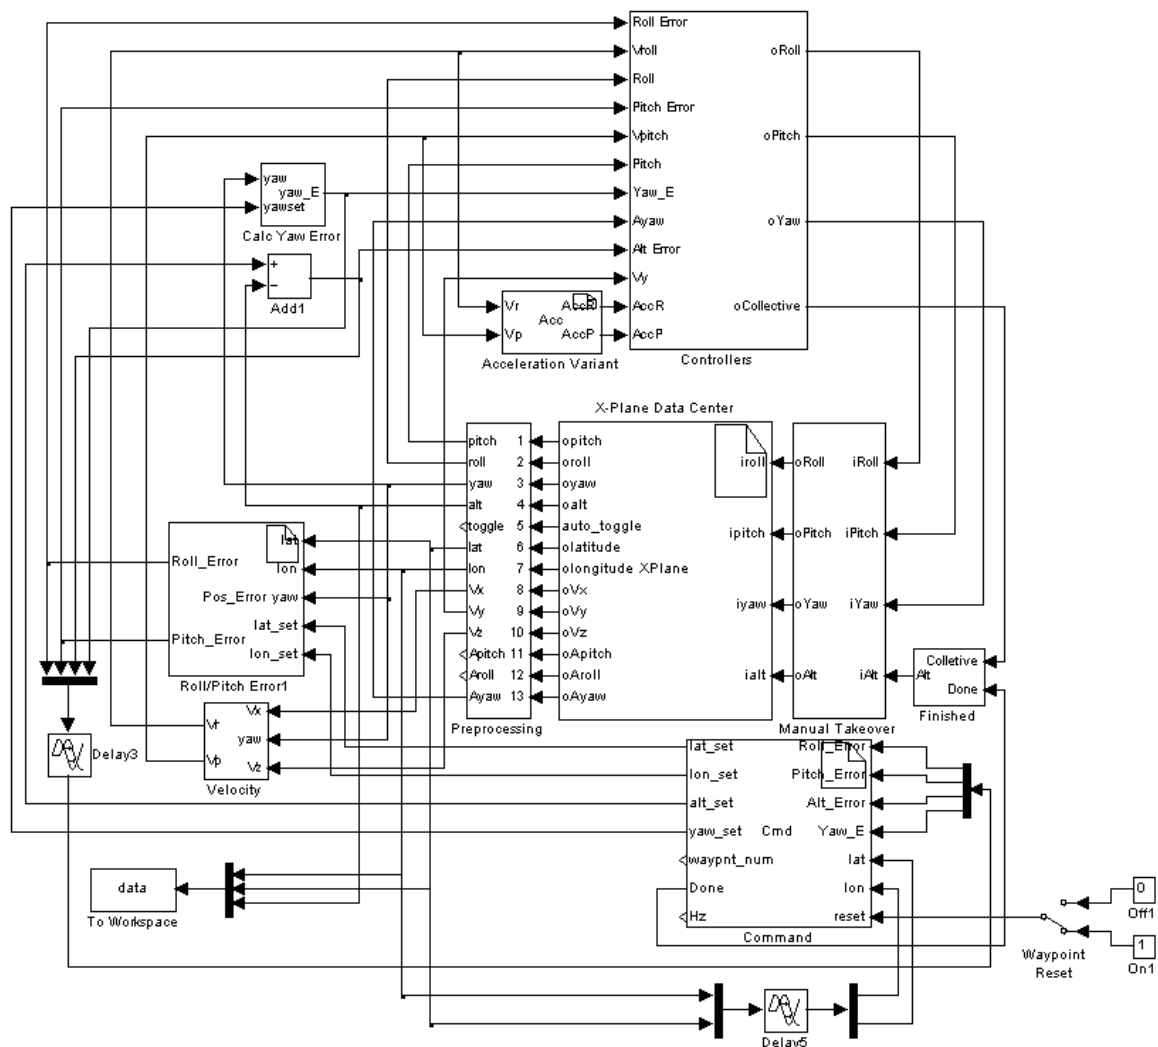 Roll Error
Vroll
oRoll
Roll
Pitch Error
Vpitch
oPitch
Pitch
Yaw_E
Ayaw
oYaw
Alt Error
Vy
AccR
oCollective
AccP
Controllers
yaw
yaw_E
yawset
Calc Yaw Error
+
−
Add1
Vr
AccR
Acc
Vp
AccP
Acceleration Variant
X-Plane Data Center
pitch 1
roll 2
yaw 3
alt 4
toggle 5
lat 6
lon 7
Vx 8
Vy 9
Vz 10
Apitch 11
Aroll 12
Ayaw 13
Preprocessing
opitch
oroll
iroll
oyaw
oalt
auto_toggle
ipitch
olatitude
olongitude XPlane
oVx
iyaw
oVy
oVz
oApitch
oAroll
ialt
oAyaw
oRoll iRoll
oPitch iPitch
oYaw iYaw
oAlt iAlt
Manual Takeover
Colletive
Alt
Done
Finished
lat
Roll_Error
lon
Pos_Error yaw
lat_set
Pitch_Error
lon_set
Roll/Pitch Error1
Vx
Vr
yaw
Vp
Vz
Velocity
Delay3
lat_set Roll_Error
lon_set Pitch_Error
alt_set Alt_Error
yaw_set Cmd Yaw_E
waypnt_num lat
Done lon
Hz reset
Command
data
To Workspace
0
Off1
1
On1
Waypoint
Reset
Delay5